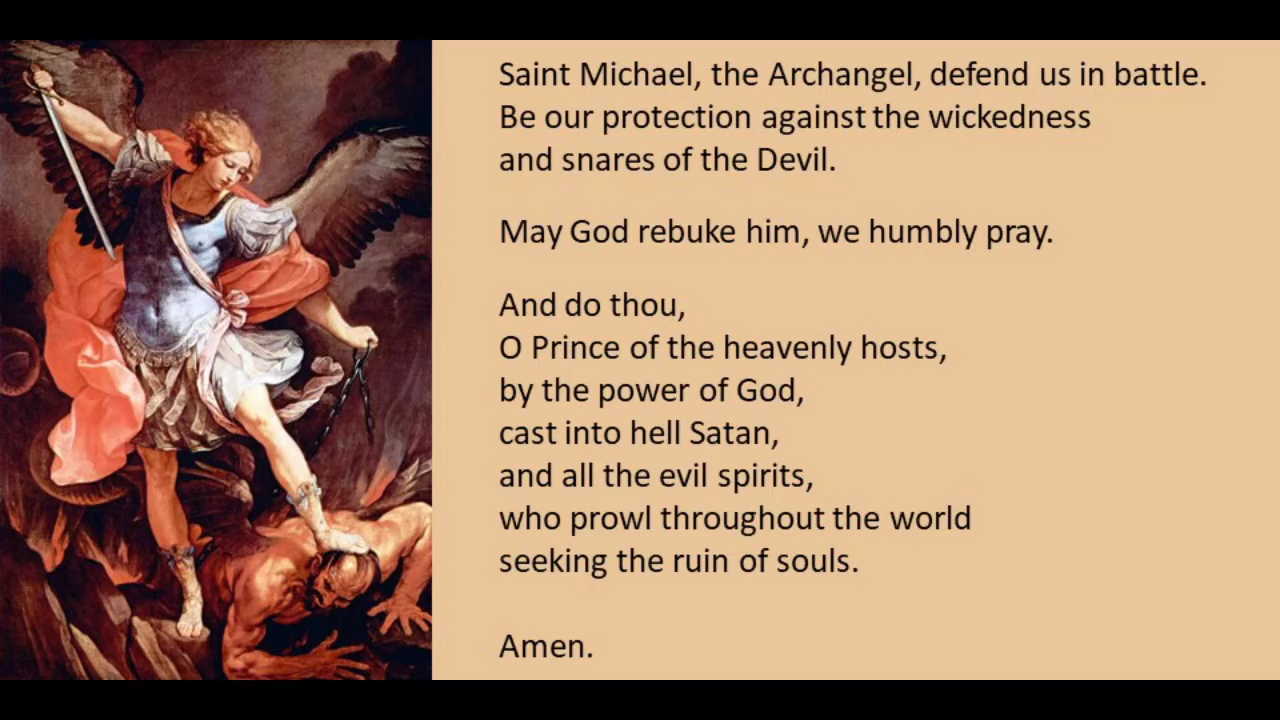 Saint Michael, the Archangel, defend us in battle.
Be our protection against the wickedness
and snares of the Devil.
May God rebuke him, we humbly pray.
And do thou,
O Prince of the heavenly hosts,
by the power of God,
cast into hell Satan,
and all the evil spirits,
who prowl throughout the world
seeking the ruin of souls.
Amen.